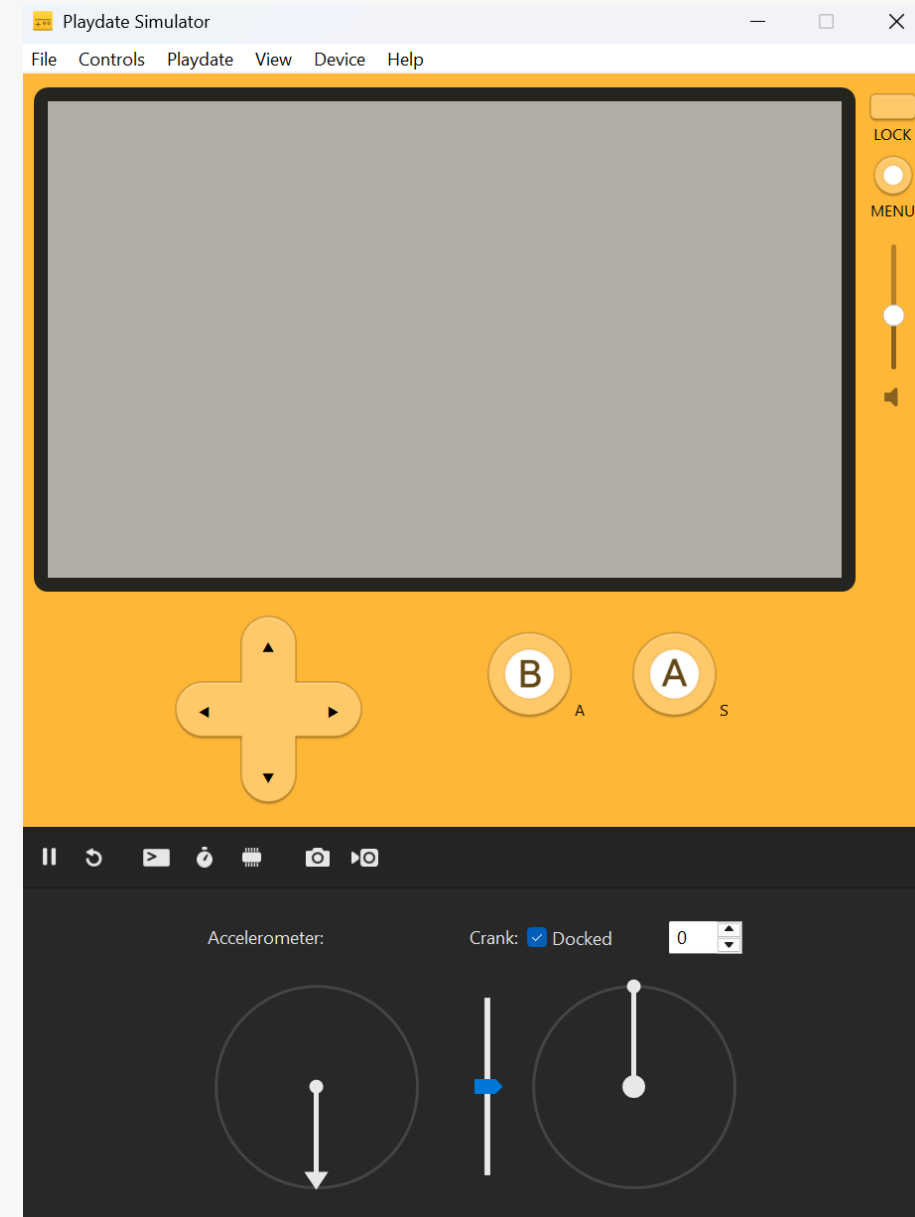 Playdate Simulator
File Controls Playdate View Device Help
LOCK
MENU
B
A
A
S
Accelerometer:
Crank: Docked 0